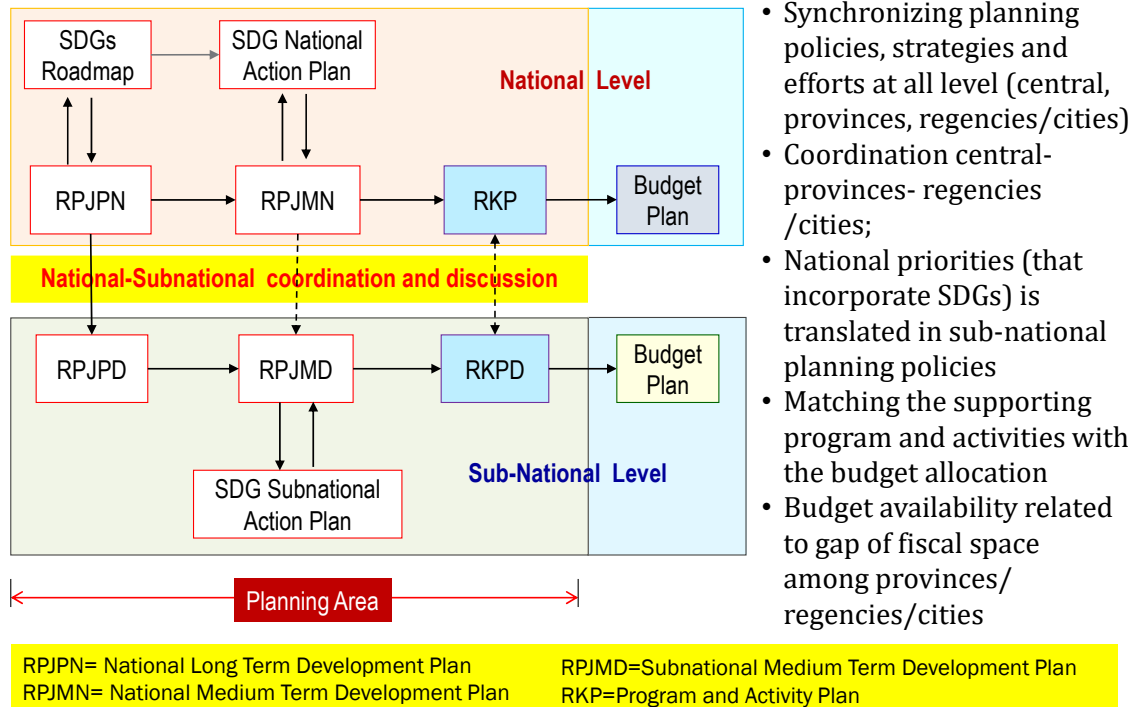 SDGs
Roadmap
SDG National
Action Plan
National Level
RPJPN
RPJMN
RKP
Budget
Plan
National-Subnational coordination and discussion
RPJPD
RPJMD
RKPD
Budget
Plan
SDG Subnational
Action Plan
Sub-National Level
Planning Area
• Synchronizing planning
policies, strategies and
efforts at all level (central,
provinces, regencies/cities)
• Coordination central-
provinces- regencies
/cities;
• National priorities (that
incorporate SDGs) is
translated in sub-national
planning policies
• Matching the supporting
program and activities with
the budget allocation
• Budget availability related
to gap of fiscal space
among provinces/
regencies/cities
RPJPN= National Long Term Development Plan
RPJMN= National Medium Term Development Plan
RPJMD=Subnational Medium Term Development Plan
RKP=Program and Activity Plan